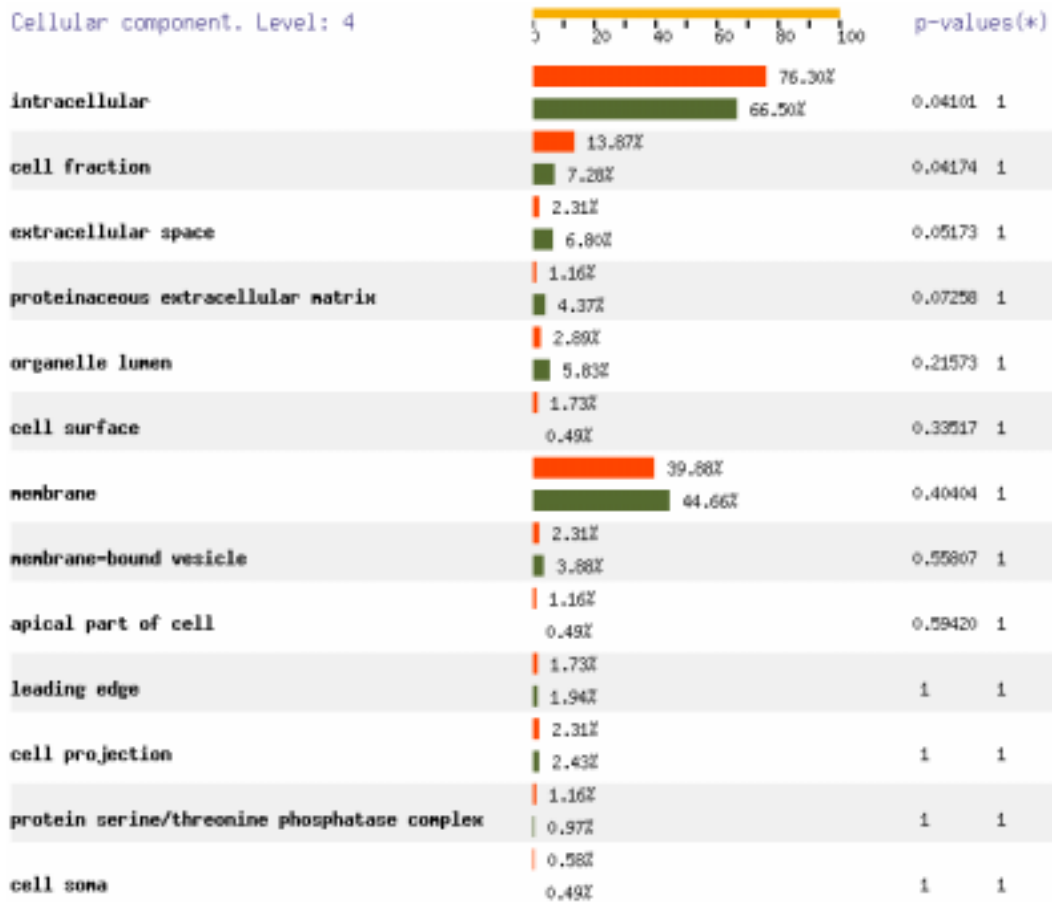 Cellular component. Level: 4 p-values(*)
0 20 40 60 80 100
76.30%
intracellular 66.50% 0.04101 1
13.87%
cell fraction 7.28% 0.04174 1
2.31%
extracellular space 6.80% 0.05173 1
1.16%
proteinaceous extracellular matrix 4.37% 0.07258 1
2.89%
organelle lumen 5.83% 0.21573 1
1.73%
cell surface 0.49% 0.33517 1
39.88%
membrane 44.66% 0.40404 1
2.31%
membrane-bound vesicle 3.88% 0.55807 1
1.16%
apical part of cell 0.49% 0.59420 1
1.73%
leading edge 1.94% 1 1
2.31%
cell projection 2.43% 1 1
1.16%
protein serine/threonine phosphatase complex 0.97% 1 1
0.58%
cell soma 0.49% 1 1